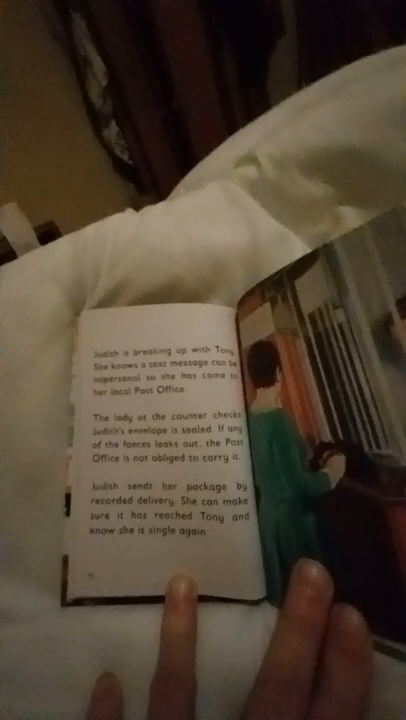 Judith is breaking up with Tony.
She knows a text message can be
impersonal so she has come to
her local Post Office.
The lady at the counter checks
Judith's envelope is sealed. If any
of the faeces leaks out, the Post
Office is not obliged to carry it.
Judith sends her package by
recorded delivery. She can make
sure it has reached Tony and
know she is single again.